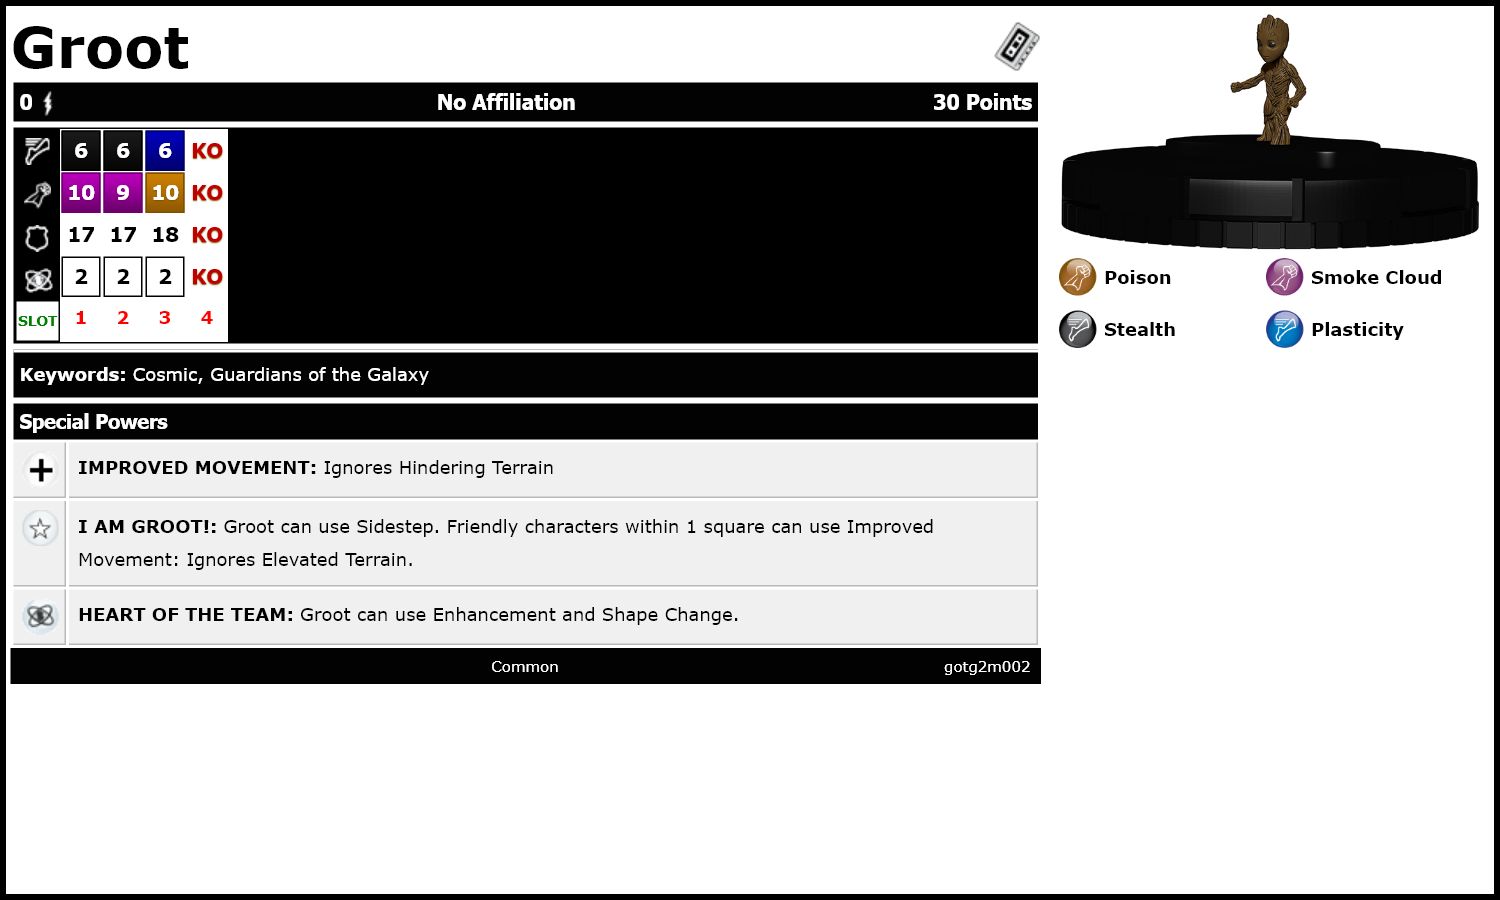 Groot
0 No Affiliation 30 Points
6 6 6 KO
10 9 10 KO
17 17 18 KO
2 2 2 KO
SLOT 1 2 3 4
Poison Smoke Cloud
Stealth Plasticity
Keywords: Cosmic, Guardians of the Galaxy
Special Powers
IMPROVED MOVEMENT: Ignores Hindering Terrain
I AM GROOT!: Groot can use Sidestep. Friendly characters within 1 square can use Improved
Movement: Ignores Elevated Terrain.
HEART OF THE TEAM: Groot can use Enhancement and Shape Change.
Common gotg2m002